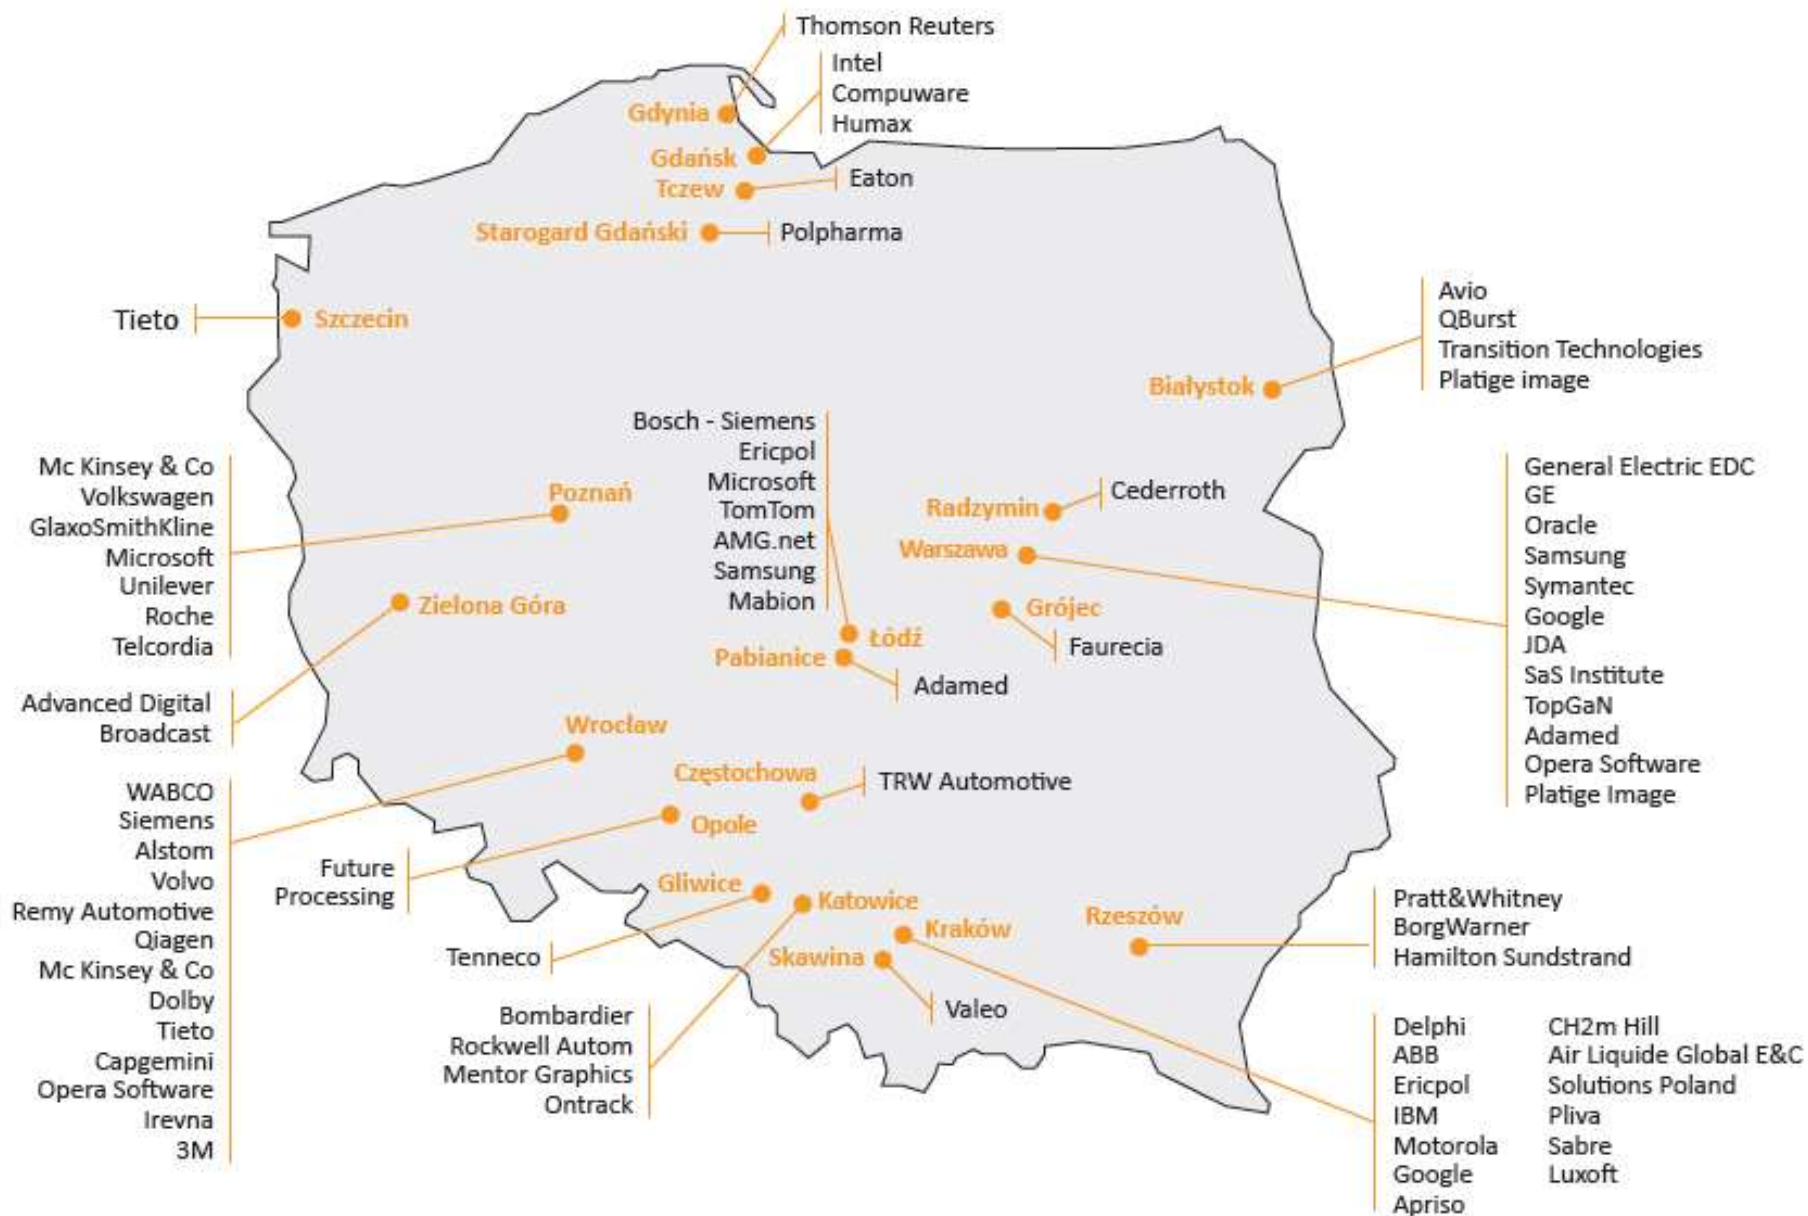 Thomson Reuters
Intel
Compuware
Humax
Gdynia
Gdańsk
Tczew
Eaton
Starogard Gdański
Polpharma
Tieto
Szczecin
Avio
QBurst
Transition Technologies
Platige image
Białystok
Bosch - Siemens
Ericpol
Microsoft
TomTom
AMG.net
Samsung
Mabion
Mc Kinsey & Co
Volkswagen
GlaxoSmithKline
Microsoft
Unilever
Roche
Telcordia
Poznań
Radzymin
Cederroth
Warszawa
General Electric EDC
GE
Oracle
Samsung
Symantec
Google
JDA
SaS Institute
TopGaN
Adamed
Opera Software
Platige Image
Zielona Góra
Grójec
Faurecia
Łódź
Pabianice
Adamed
Advanced Digital
Broadcast
Wrocław
Częstochowa
TRW Automotive
WABCO
Siemens
Alstom
Volvo
Remy Automotive
Qiagen
Mc Kinsey & Co
Dolby
Tieto
Capgemini
Opera Software
Irevna
3M
Opole
Future
Processing
Gliwice
Katowice
Kraków
Rzeszów
Pratt&Whitney
BorgWarner
Hamilton Sundstrand
Tenneco
Skawina
Valeo
Bombardier
Rockwell Autom
Mentor Graphics
Ontrack
Delphi
ABB
Ericpol
IBM
Motorola
Google
Apriso
CH2m Hill
Air Liquide Global E&C
Solutions Poland
Pliva
Sabre
Luxoft